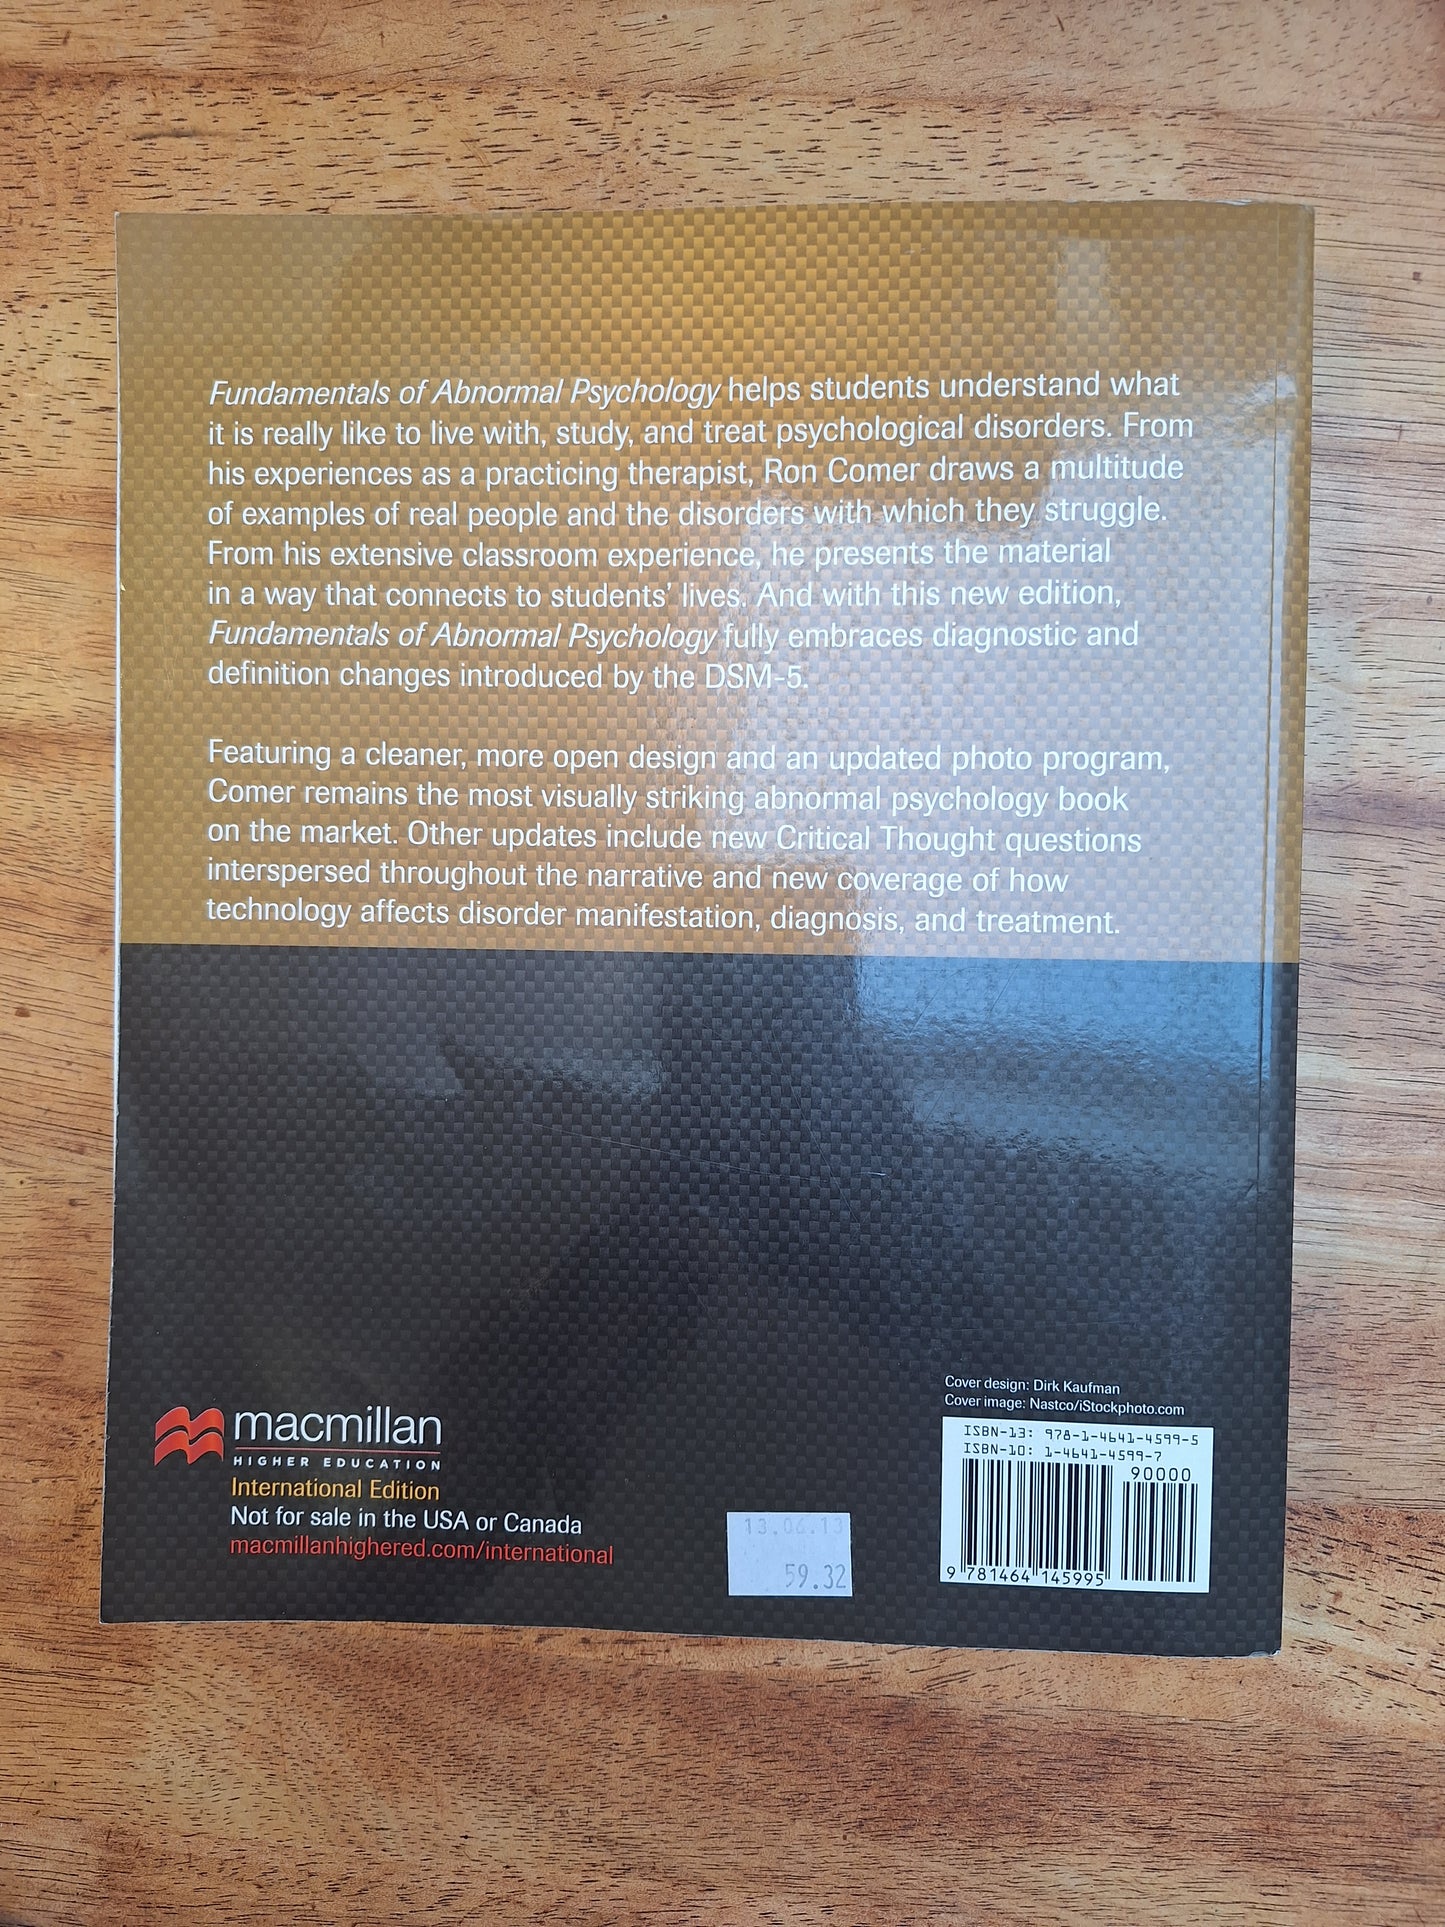 Fundamentals of Abnormal Psychology helps students understand what
it is really like to live with, study, and treat psychological disorders. From
his experiences as a practicing therapist, Ron Comer draws a multitude
of examples of real people and the disorders with which they struggle.
From his extensive classroom experience, he presents the material
in a way that connects to students' lives. And with this new edition,
Fundamentals of Abnormal Psychology fully embraces diagnostic and
definition changes introduced by the DSM-5.
Featuring a cleaner, more open design and an updated photo program,
Comer remains the most visually striking abnormal psychology book
on the market. Other updates include new Critical Thought questions
interspersed throughout the narrative and new coverage of how
technology affects disorder manifestation, diagnosis, and treatment.
macmillan
HIGHER EDUCATION
International Edition
Not for sale in the USA or Canada
macmillanhighered.com/international
13.06.13
59.32
Cover design: Dirk Kaufman
Cover image: Nastco/iStockphoto.com
ISBN-13: 978-1-4641-4599-5
ISBN-10: 1-4641-4599-7
90000
9 781464 145995